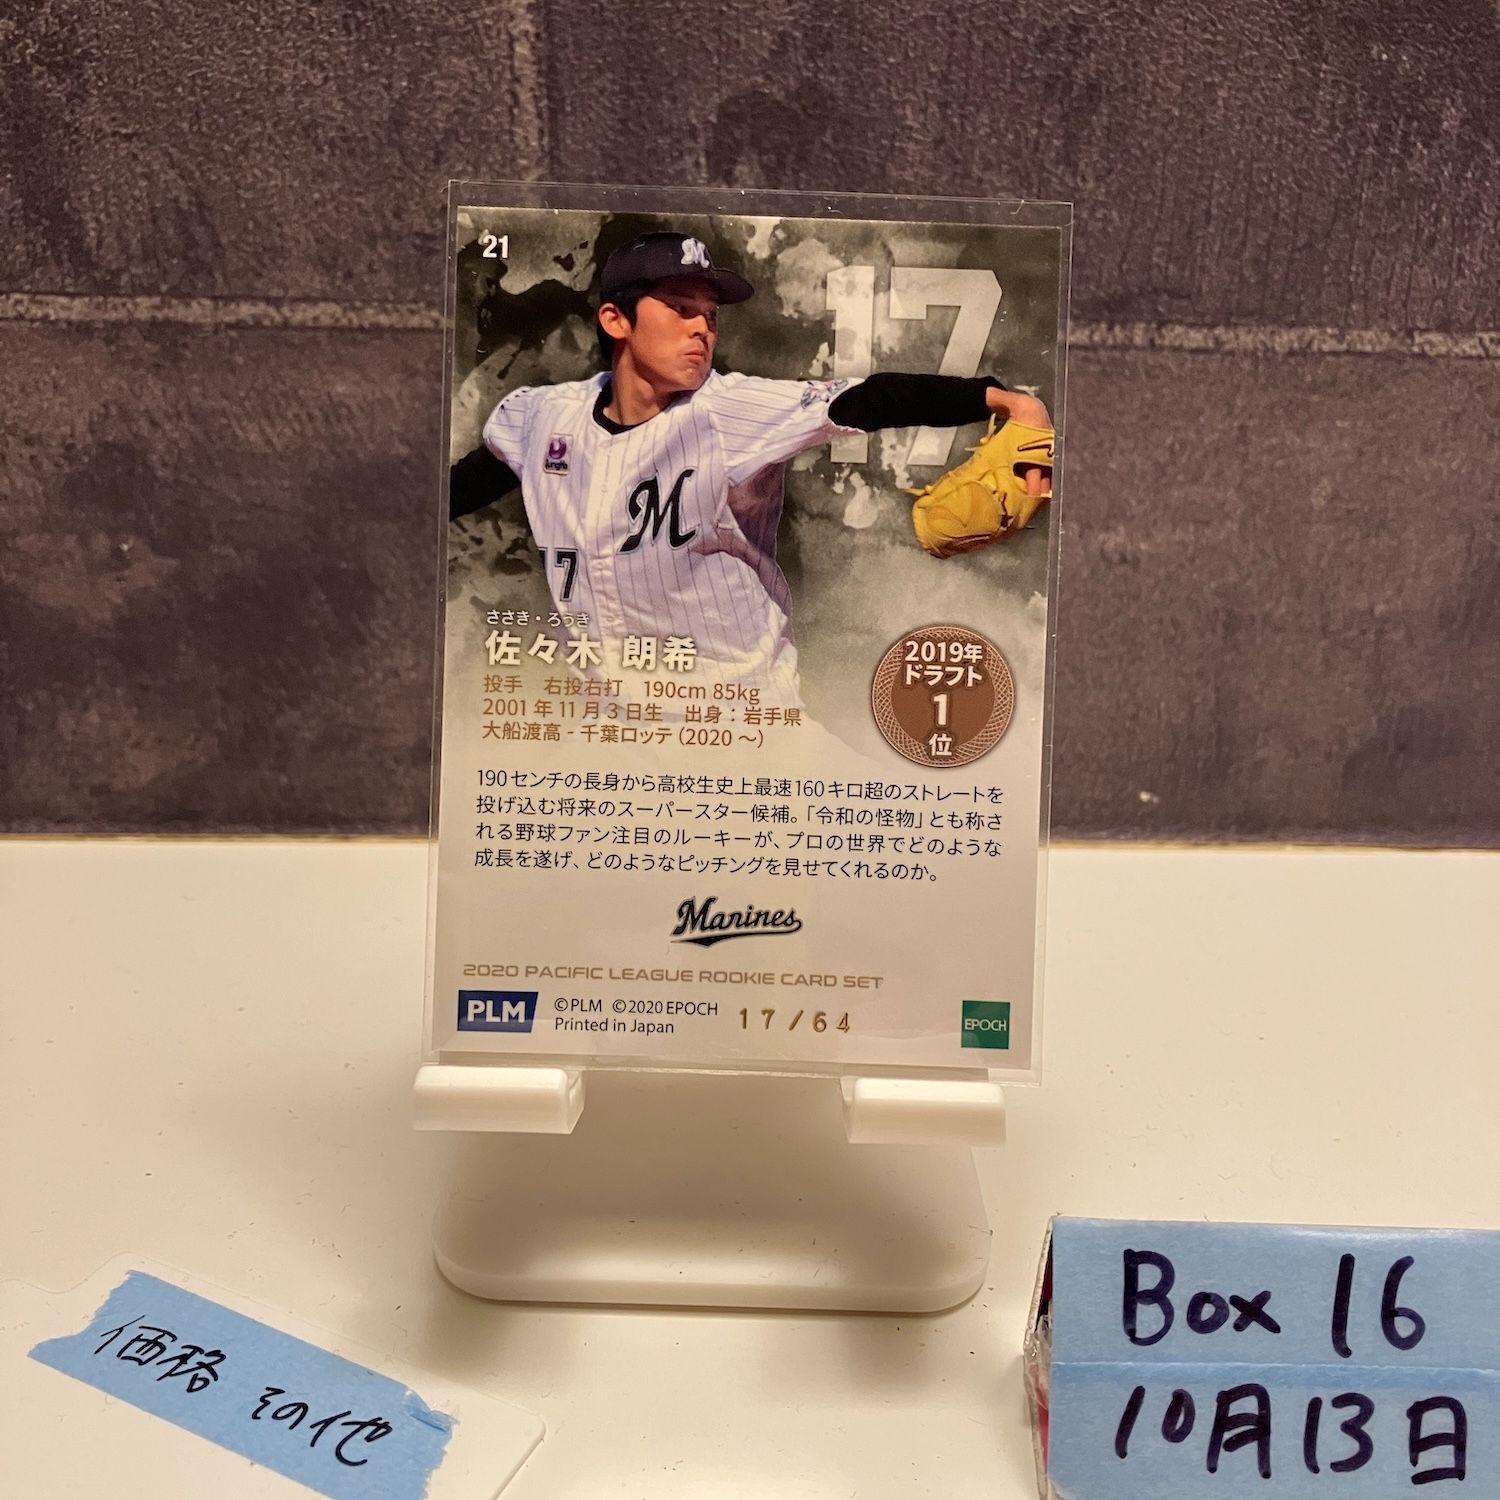 21
17
M
Jungfu
M
17
ささき・ろうき
佐々木 朗希
投手 右投右打 190cm 85kg
2001年11月3日生 出身：岩手県
大船渡高 - 千葉ロッテ（2020 〜）
2019年
ドラフト
1
位
190センチの長身から高校生史上最速160キロ超のストレートを
投げ込む将来のスーパースター候補。「令和の怪物」とも称さ
れる野球ファン注目のルーキーが、プロの世界でどのような
成長を遂げ、どのようなピッチングを見せてくれるのか。
Marines
2020 PACIFIC LEAGUE ROOKIE CARD SET
PLM
©PLM ©2020 EPOCH
Printed in Japan
17/64
EPOCH
価格 その他
Box 16
10月13日